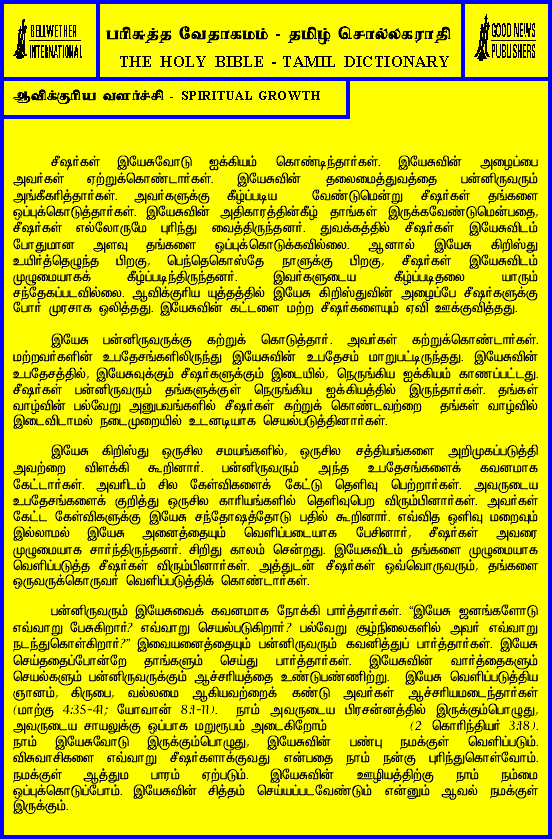 BELLWETHER
INTERNATIONAL
பரிசுத்த வேதாகமம் - தமிழ் சொல்லகராதி
THE HOLY BIBLE - TAMIL DICTIONARY
GOOD NEWS
PUBLISHERS
ஆவிக்குரிய வளர்ச்சி - SPIRITUAL GROWTH
சீஷர்கள் இயேசுவோடு ஐக்கியம் கொண்டிந்தார்கள். இயேசுவின் அழைப்பை
அவர்கள் ஏற்றுக்கொண்டார்கள். இயேசுவின் தலைமைத்துவத்தை பன்னிருவரும்
அங்கீகரித்தார்கள். அவர்களுக்கு கீழ்ப்படிய வேண்டுமென்று சீஷர்கள் தங்களை
ஒப்புக்கொடுத்தார்கள். இயேசுவின் அதிகாரத்தின்கீழ் தாங்கள் இருக்கவேண்டுமென்பதை,
சீஷர்கள் எல்லோருமே புரிந்து வைத்திருந்தனர். துவக்கத்தில் சீஷர்கள் இயேசுவிடம்
போதுமான அளவு தங்களை ஒப்புக்கொடுக்கவில்லை. ஆனால் இயேசு கிறிஸ்து
உயிர்த்தெழுந்த பிறகு, பெந்தெகொஸ்தே நாளுக்கு பிறகு, சீஷர்கள் இயேசுவிடம்
முழுமையாகக் கீழ்ப்படிந்திருந்தனர். இவர்களுடைய கீழ்ப்படிதலை யாரும்
சந்தேகப்படவில்லை. ஆவிக்குரிய யுத்தத்தில் இயேசு கிறிஸ்துவின் அழைப்பே சீஷர்களுக்கு
போர் முரசாக ஒலித்தது. இயேசுவின் கட்டளை மற்ற சீஷர்களையும் ஏவி ஊக்குவித்தது.
இயேசு பன்னிருவருக்கு கற்றுக் கொடுத்தார். அவர்கள் கற்றுக்கொண்டார்கள்.
மற்றவர்களின் உபதேசங்களிலிருந்து இயேசுவின் உபதேசம் மாறுபட்டிருந்தது. இயேசுவின்
உபதேசத்தில், இயேசுவுக்கும் சீஷர்களுக்கும் இடையில், நெருங்கிய ஐக்கியம் காணப்பட்டது.
சீஷர்கள் பன்னிருவரும் தங்களுக்குள் நெருங்கிய ஐக்கியத்தில் இருந்தார்கள். தங்கள்
வாழ்வின் பல்வேறு அனுபவங்களில் சீஷர்கள் கற்றுக் கொண்டவற்றை தங்கள் வாழ்வில்
இடைவிடாமல் நடைமுறையில் உடனடியாக செயல்படுத்தினார்கள்.
இயேசு கிறிஸ்து ஒருசில சமயங்களில், ஒருசில சத்தியங்களை அறிமுகப்படுத்தி
அவற்றை விளக்கி கூறினார். பன்னிருவரும் அந்த உபதேசங்களைக் கவனமாக
கேட்டார்கள். அவரிடம் சில கேள்விகளைக் கேட்டு தெளிவு பெற்றார்கள். அவருடைய
உபதேசங்களைக் குறித்து ஒருசில காரியங்களில் தெளிவுபெற விரும்பினார்கள். அவர்கள்
கேட்ட கேள்விகளுக்கு இயேசு சந்தோஷத்தோடு பதில் கூறினார். எவ்வித ஒளிவு மறைவும்
இல்லாமல் இயேசு அனைத்தையும் வெளிப்படையாக பேசினார், சீஷர்கள் அவரை
முழுமையாக சார்ந்திருந்தனர். சிறிது காலம் சென்றது. இயேசுவிடம் தங்களை முழுமையாக
வெளிப்படுத்த சீஷர்கள் விரும்பினார்கள். அத்துடன் சீஷர்கள் ஒவ்வொருவரும், தங்களை
ஒருவருக்கொருவர் வெளிப்படுத்திக் கொண்டார்கள்.
பன்னிருவரும் இயேசுவைக் கவனமாக நோக்கி பார்த்தார்கள். “இயேசு ஜனங்களோடு
எவ்வாறு பேசுகிறார்? எவ்வாறு செயல்படுகிறார்? பல்வேறு சூழ்நிலைகளில் அவர் எவ்வாறு
நடந்துகொள்கிறார்?” இவையனைத்தையும் பன்னிருவரும் கவனித்துப் பார்த்தார்கள். இயேசு
செய்ததைப்போன்றே தாங்களும் செய்து பார்த்தார்கள். இயேசுவின் வார்த்தைகளும்
செயல்களும் பன்னிருவருக்கும் ஆச்சரியத்தை உண்டுபண்ணிற்று. இயேசு வெளிப்படுத்திய
ஞானம், கிருபை, வல்லமை ஆகியவற்றைக் கண்டு அவர்கள் ஆச்சரியமடைந்தார்கள்
(மாற்கு 4:35-41; யோவான் 8:1-11). நாம் அவருடைய பிரசன்னத்தில் இருக்கும்பொழுது,
அவருடைய சாயலுக்கு ஒப்பாக மறுரூபம் அடைகிறோம் (2 கொரிந்தியர் 3:18).
நாம் இயேசுவோடு இருக்கும்பொழுது, இயேசுவின் பண்பு நமக்குள் வெளிப்படும்.
விசுவாசிகளை எவ்வாறு சீஷர்களாக்குவது என்பதை நாம் நன்கு புரிந்துகொள்வோம்.
நமக்குள் ஆத்தும பாரம் ஏற்படும். இயேசுவின் ஊழியத்திற்கு நாம் நம்மை
ஒப்புக்கொடுப்போம். இயேசுவின் சித்தம் செய்யப்படவேண்டும் என்னும் ஆவல் நமக்குள்
இருக்கும்.